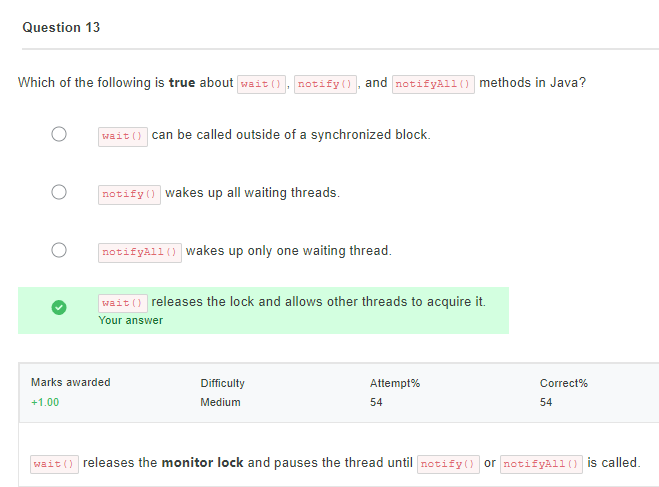 Question 13
Which of the following is true about wait(), notify(), and notifyAll() methods in Java?
wait() can be called outside of a synchronized block.
notify() wakes up all waiting threads.
notifyAll() wakes up only one waiting thread.
wait() releases the lock and allows other threads to acquire it.
Your answer
Marks awarded Difficulty Attempt% Correct%
+1.00 Medium 54 54
wait() releases the monitor lock and pauses the thread until notify() or notifyAll() is called.